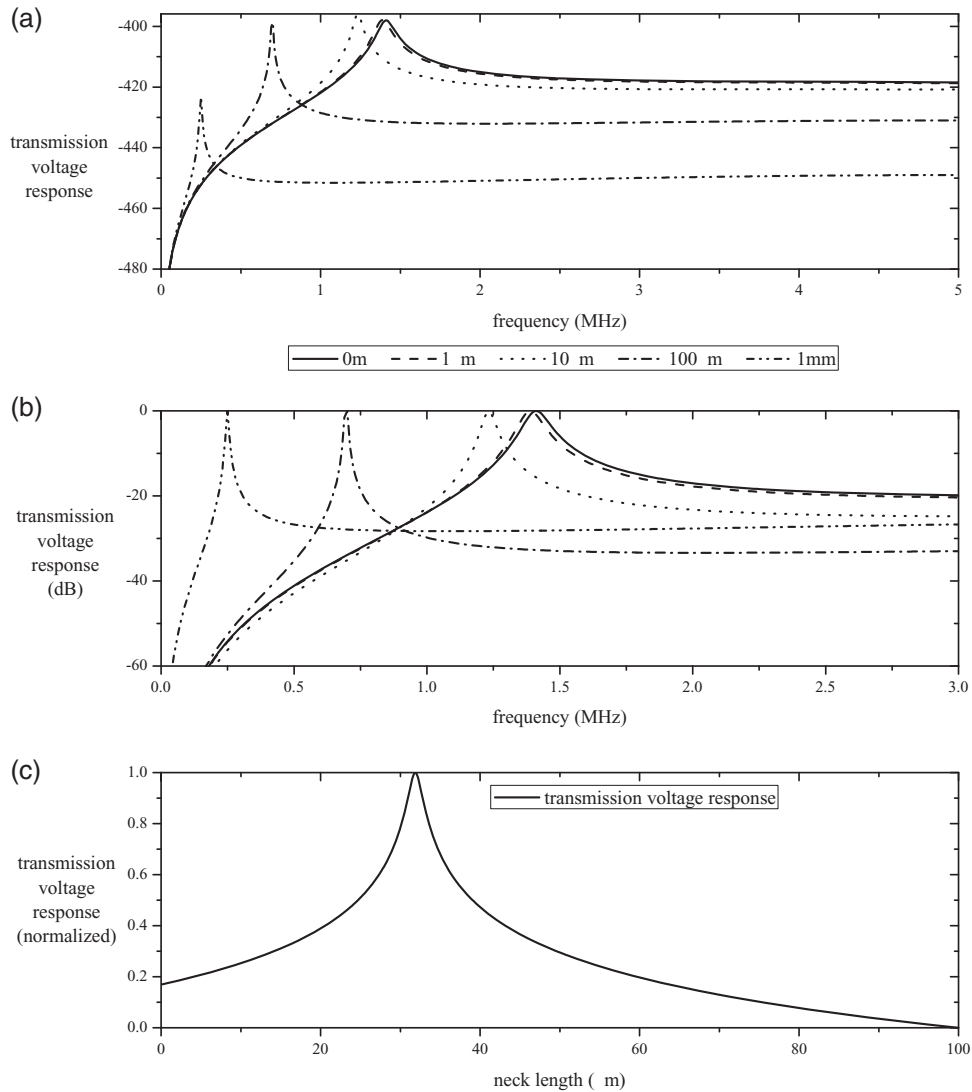 (a)
-400
-420
-440
-460
-480
transmission
voltage
response
0 1 2 3 4 5
frequency (MHz)
0m 1 m 10 m 100 m 1mm
(b)
0
-20
-40
-60
transmission
voltage
response
(dB)
0.0 0.5 1.0 1.5 2.0 2.5 3.0
frequency (MHz)
(c)
1.0
0.8
0.6
0.4
0.2
0.0
transmission voltage response
transmission
voltage
response
(normalized)
0 20 40 60 80 100
neck length ( m)